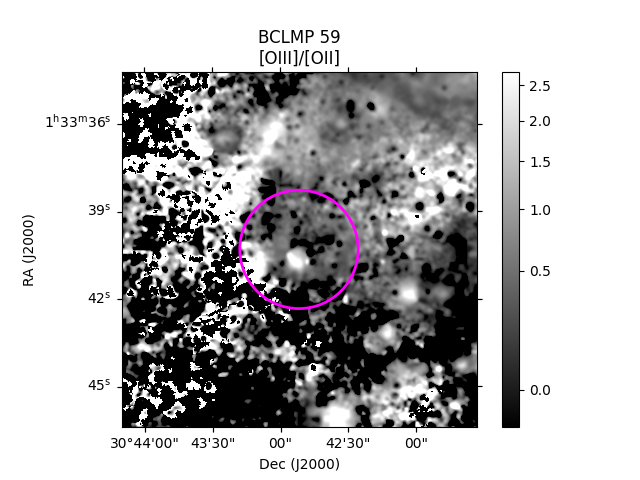 BCLMP 59
[OIII]/[OII]
1ʰ33ᵐ36ˢ
39ˢ
42ˢ
45ˢ
RA (J2000)
30°44'00" 43'30" 00" 42'30" 00"
Dec (J2000)
2.5
2.0
1.5
1.0
0.5
0.0